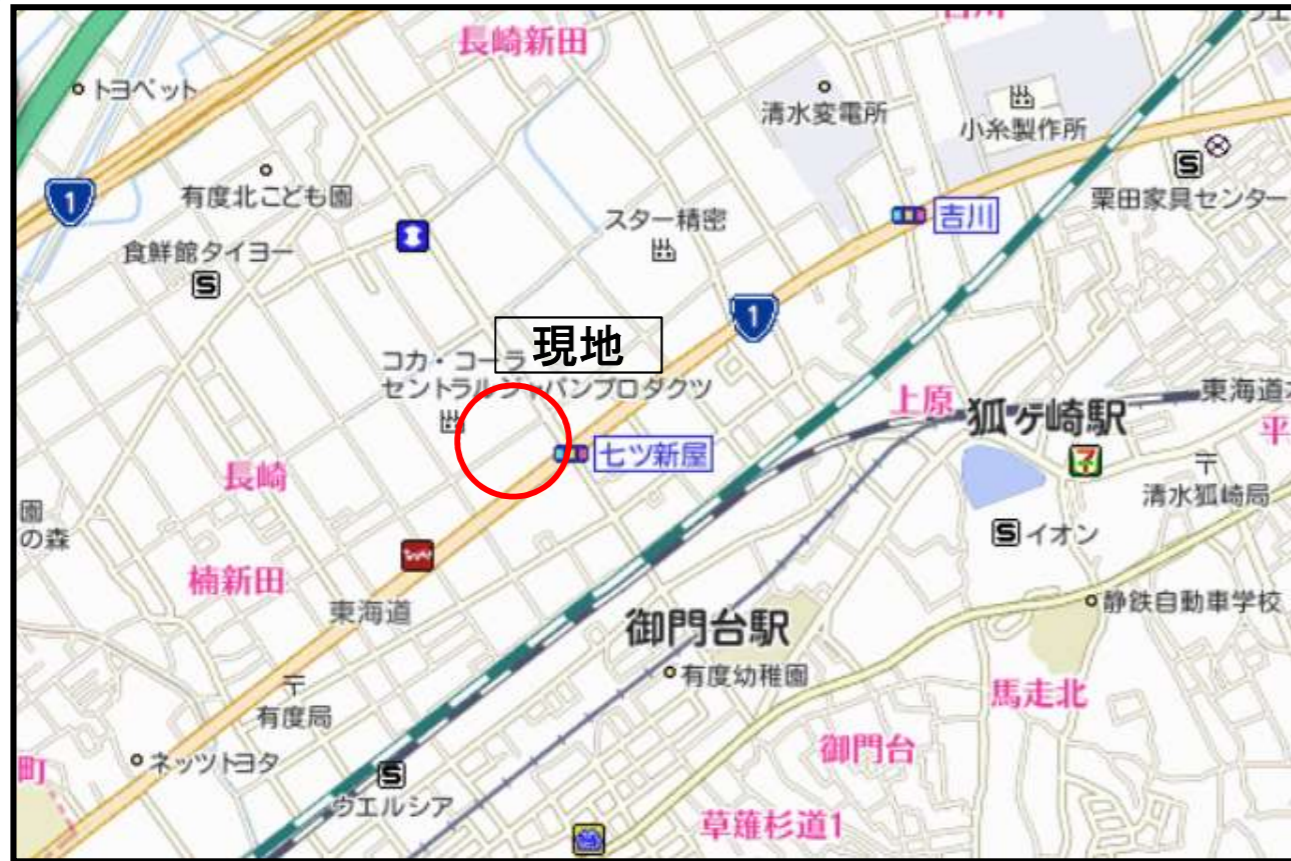 長崎新田
トヨペット
清水変電所
小糸製作所
1
有度北こども園
S
栗田家具センター
スター精密
吉川
食鮮館タイヨー
S
1
現地
コカ・コーラ
セントラルジャパンプロダクツ
上原
狐ヶ崎駅
東海道
平
七ツ新屋
7
〒
清水狐崎局
長崎
園
の森
S イオン
楠新田
東海道
静鉄自動車学校
御門台駅
有度幼稚園
〒
有度局
馬走北
町
ネッツトヨタ
御門台
S
ウエルシア
草薙杉道1